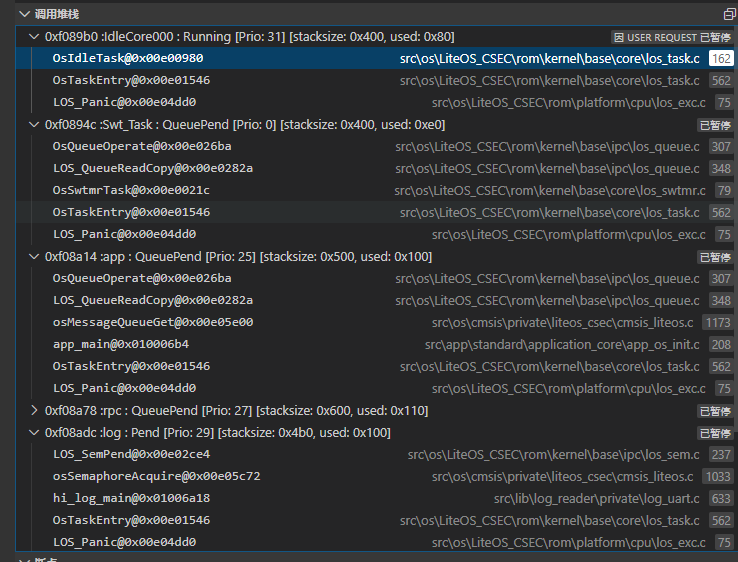 调用堆栈
0xf089b0 :IdleCore000 : Running [Prio: 31] [stacksize: 0x400, used: 0x80] 因 USER REQUEST 已暂停
OsIdleTask@0x00e00980 src\os\LiteOS_CSEC\rom\kernel\base\core\los_task.c 162
OsTaskEntry@0x00e01546 src\os\LiteOS_CSEC\rom\kernel\base\core\los_task.c 562
LOS_Panic@0x00e04dd0 src\os\LiteOS_CSEC\rom\platform\cpu\los_exc.c 75
0xf0894c :Swt_Task : QueuePend [Prio: 0] [stacksize: 0x400, used: 0xe0] 已暂停
OsQueueOperate@0x00e026ba src\os\LiteOS_CSEC\rom\kernel\base\ipc\los_queue.c 307
LOS_QueueReadCopy@0x00e0282a src\os\LiteOS_CSEC\rom\kernel\base\ipc\los_queue.c 348
OsSwtmrTask@0x00e0021c src\os\LiteOS_CSEC\rom\kernel\base\core\los_swtmr.c 79
OsTaskEntry@0x00e01546 src\os\LiteOS_CSEC\rom\kernel\base\core\los_task.c 562
LOS_Panic@0x00e04dd0 src\os\LiteOS_CSEC\rom\platform\cpu\los_exc.c 75
0xf08a14 :app : QueuePend [Prio: 25] [stacksize: 0x500, used: 0x100] 已暂停
OsQueueOperate@0x00e026ba src\os\LiteOS_CSEC\rom\kernel\base\ipc\los_queue.c 307
LOS_QueueReadCopy@0x00e0282a src\os\LiteOS_CSEC\rom\kernel\base\ipc\los_queue.c 348
osMessageQueueGet@0x00e05e00 src\os\cmsis\private\liteos_csec\cmsis_liteos.c 1173
app_main@0x010006b4 src\app\standard\application_core\app_os_init.c 208
OsTaskEntry@0x00e01546 src\os\LiteOS_CSEC\rom\kernel\base\core\los_task.c 562
LOS_Panic@0x00e04dd0 src\os\LiteOS_CSEC\rom\platform\cpu\los_exc.c 75
0xf08a78 :rpc : QueuePend [Prio: 27] [stacksize: 0x600, used: 0x110] 已暂停
0xf08adc :log : Pend [Prio: 29] [stacksize: 0x4b0, used: 0x100] 已暂停
LOS_SemPend@0x00e02ce4 src\os\LiteOS_CSEC\rom\kernel\base\ipc\los_sem.c 237
osSemaphoreAcquire@0x00e05c72 src\os\cmsis\private\liteos_csec\cmsis_liteos.c 1033
hi_log_main@0x01006a18 src\lib\log_reader\private\log_uart.c 633
OsTaskEntry@0x00e01546 src\os\LiteOS_CSEC\rom\kernel\base\core\los_task.c 562
LOS_Panic@0x00e04dd0 src\os\LiteOS_CSEC\rom\platform\cpu\los_exc.c 75